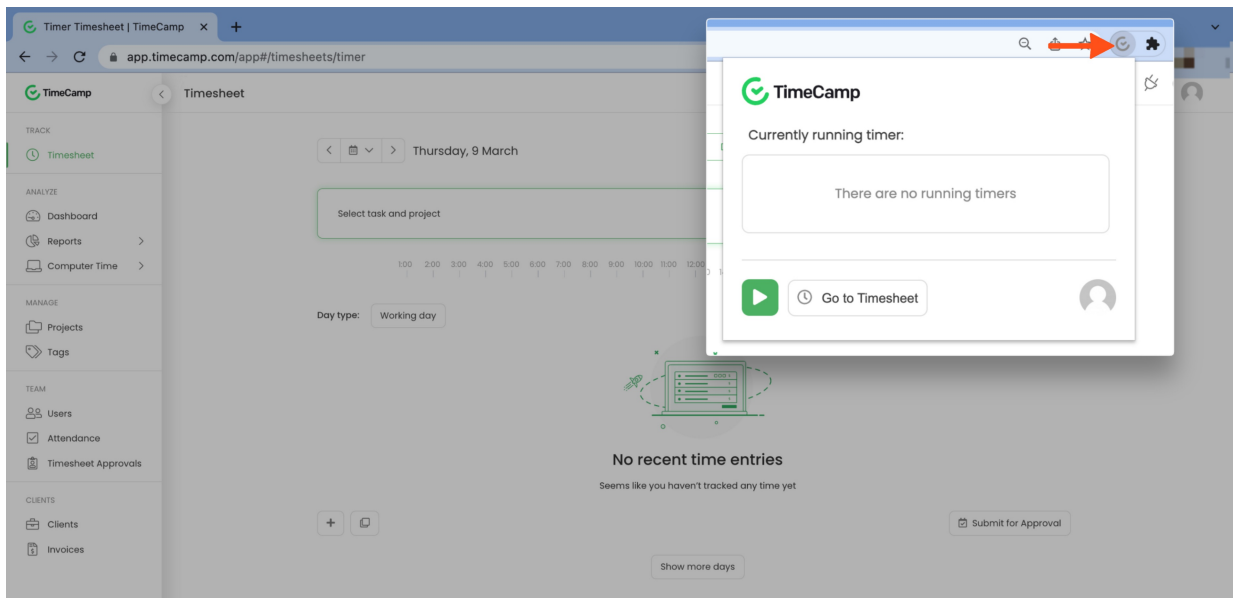 Timer Timesheet | TimeCamp
app.timecamp.com/app#/timesheets/timer
TimeCamp
Timesheet
TRACK
Timesheet
ANALYZE
Dashboard
Reports
Computer Time
MANAGE
Projects
Tags
TEAM
Users
Attendance
Timesheet Approvals
CLIENTS
Clients
Invoices
Thursday, 9 March
Select task and project
1:00 2:00 3:00 4:00 5:00 6:00 7:00 8:00 9:00 10:00 11:00 12:00
Day type: Working day
No recent time entries
Seems like you haven't tracked any time yet
Submit for Approval
Show more days
TimeCamp
Currently running timer:
There are no running timers
Go to Timesheet